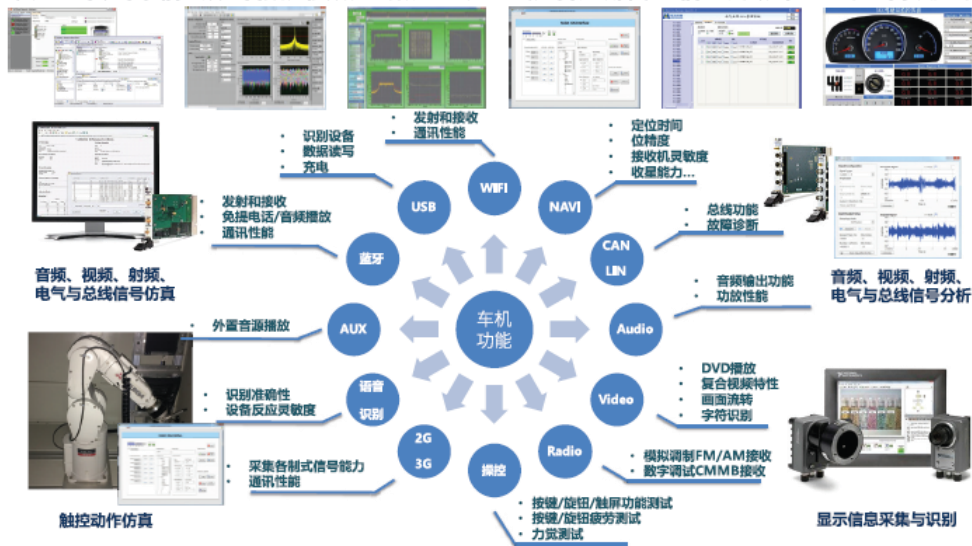 发射和接收
通讯性能
识别设备
数据读写
充电
定位时间
位精度
接收机灵敏度
收星能力...
发射和接收
免提电话/音频播放
通讯性能
总线功能
故障诊断
WIFI
USB
NAVI
蓝牙
CAN
LIN
音频、视频、射频、
电气与总线信号仿真
音频输出功能
功放性能
音频、视频、射频、
电气与总线信号分析
外置音源播放
AUX
车机
功能
Audio
DVD播放
复合视频特性
画面流转
字符识别
识别准确性
设备反应灵敏度
语音
识别
Video
2G
3G
操控
Radio
采集各制式信号能力
通讯性能
模拟调制FM/AM接收
数字调试CMMB接收
按键/旋钮/触屏功能测试
按键/旋钮疲劳测试
力觉测试
触控动作仿真
显示信息采集与识别